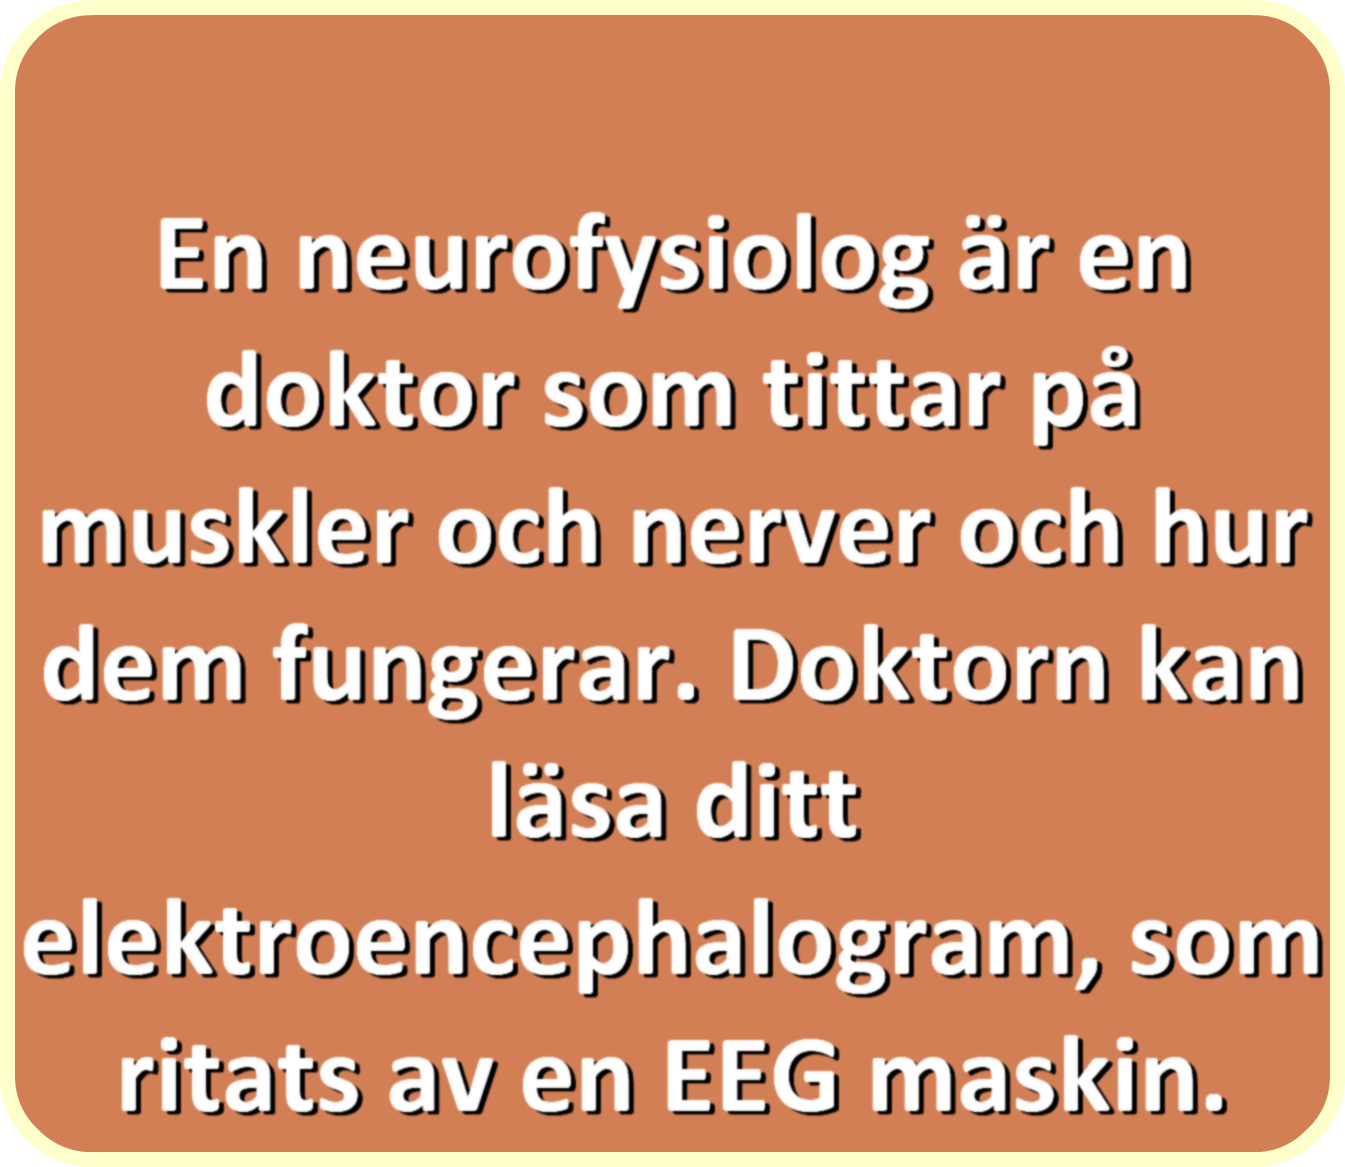 En neurofysiolog är en
doktor som tittar på
muskler och nerver och hur
dem fungerar. Doktorn kan
läsa ditt
elektroencephalogram, som
ritats av en EEG maskin.